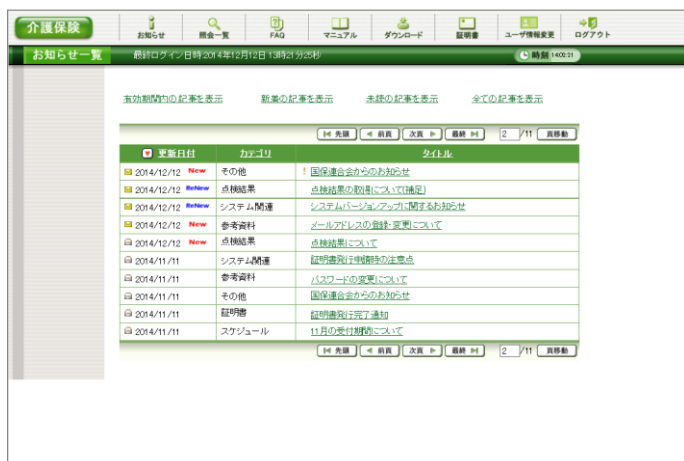 介護保険
お知らせ 照会一覧 FAQ マニュアル ダウンロード 証明書 ユーザ情報変更 ログアウト
お知らせ一覧 最終ログイン日時:2014年12月12日 13時21分25秒 時刻 14:02:31
有効期間内の記事を表示 新着の記事を表示 未読の記事を表示 全ての記事を表示
先頭 前頁 次頁 最終 2 /11 頁移動
更新日付 カテゴリ タイトル
2014/12/12 New その他 ! 国保連合会からのお知らせ
2014/12/12 ReNew 点検結果 点検結果の取得について(補足)
2014/12/12 ReNew システム関連 システムバージョンアップに関するお知らせ
2014/12/12 New 参考資料 メールアドレスの登録・変更について
2014/12/12 New 点検結果 点検結果について
2014/11/11 システム関連 証明書発行申請時の注意点
2014/11/11 参考資料 パスワードの変更について
2014/11/11 その他 国保連合会からのお知らせ
2014/11/11 証明書 証明書発行完了通知
2014/11/11 スケジュール 11月の受付期間について
先頭 前頁 次頁 最終 2 /11 頁移動